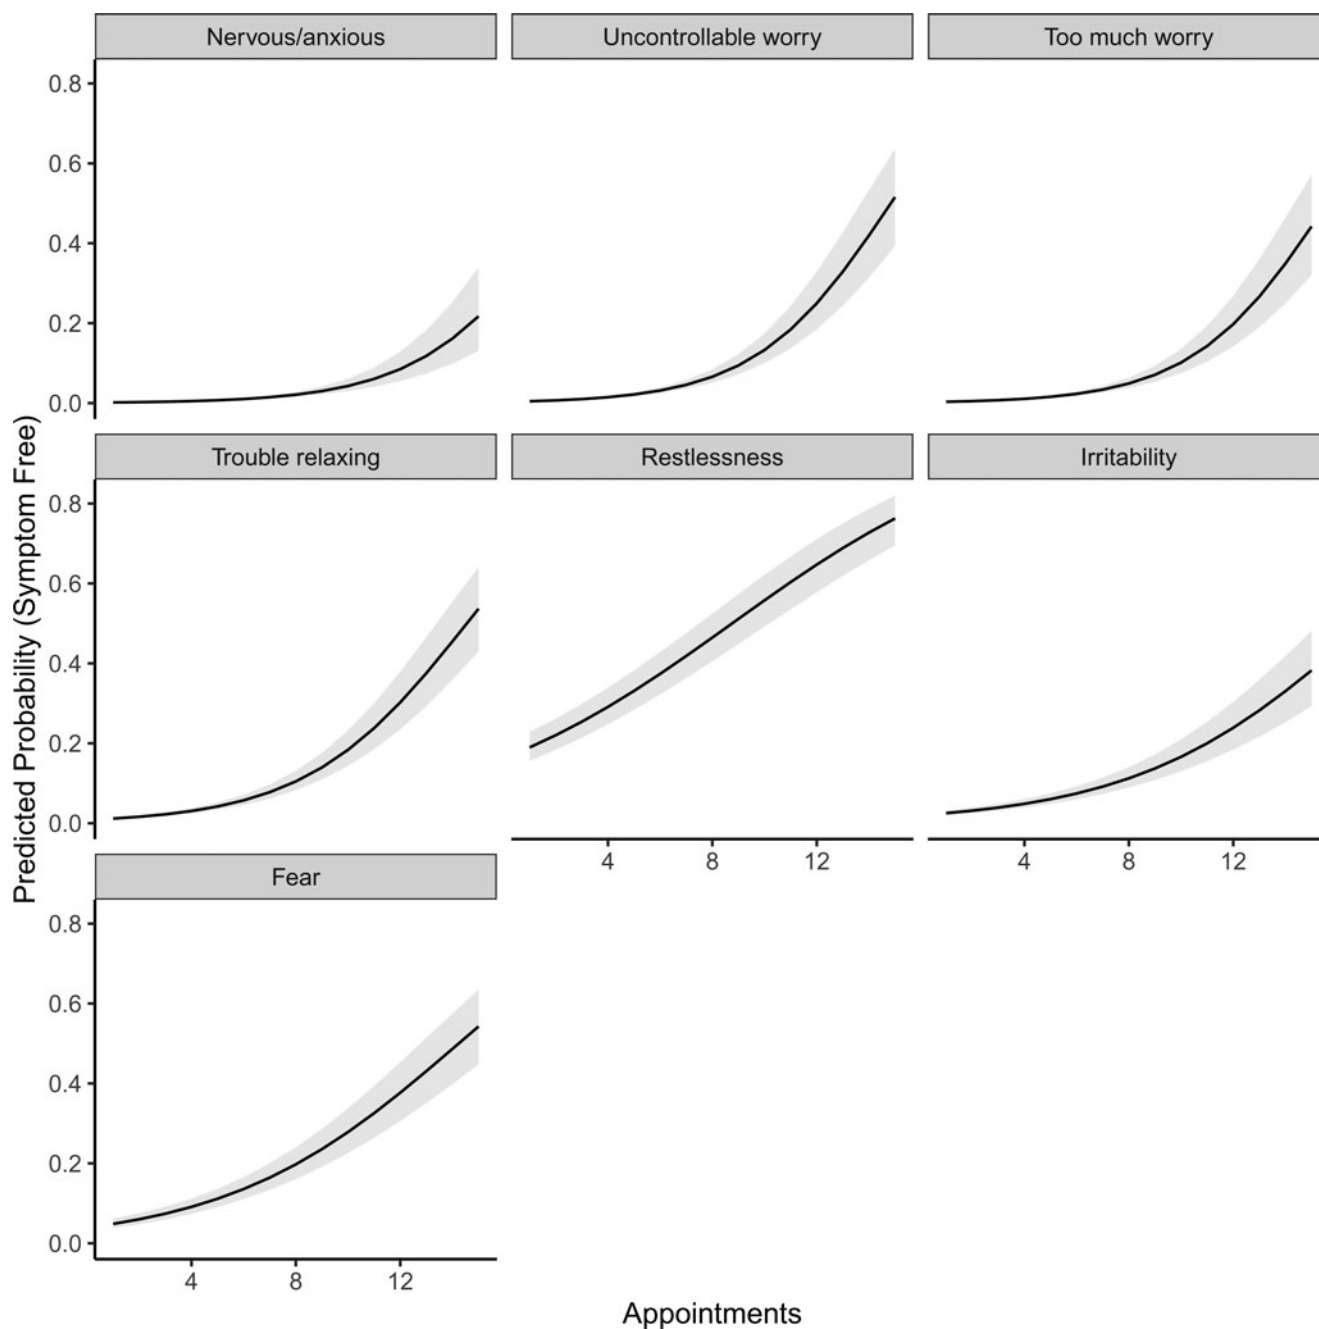 Nervous/anxious
Uncontrollable worry
Too much worry
0.8
0.6
0.4
0.2
0.0
Trouble relaxing
Restlessness
Irritability
0.8
0.6
0.4
0.2
0.0
4
8
12
4
8
12
Fear
0.8
0.6
0.4
0.2
0.0
4
8
12
Predicted Probability (Symptom Free)
Appointments